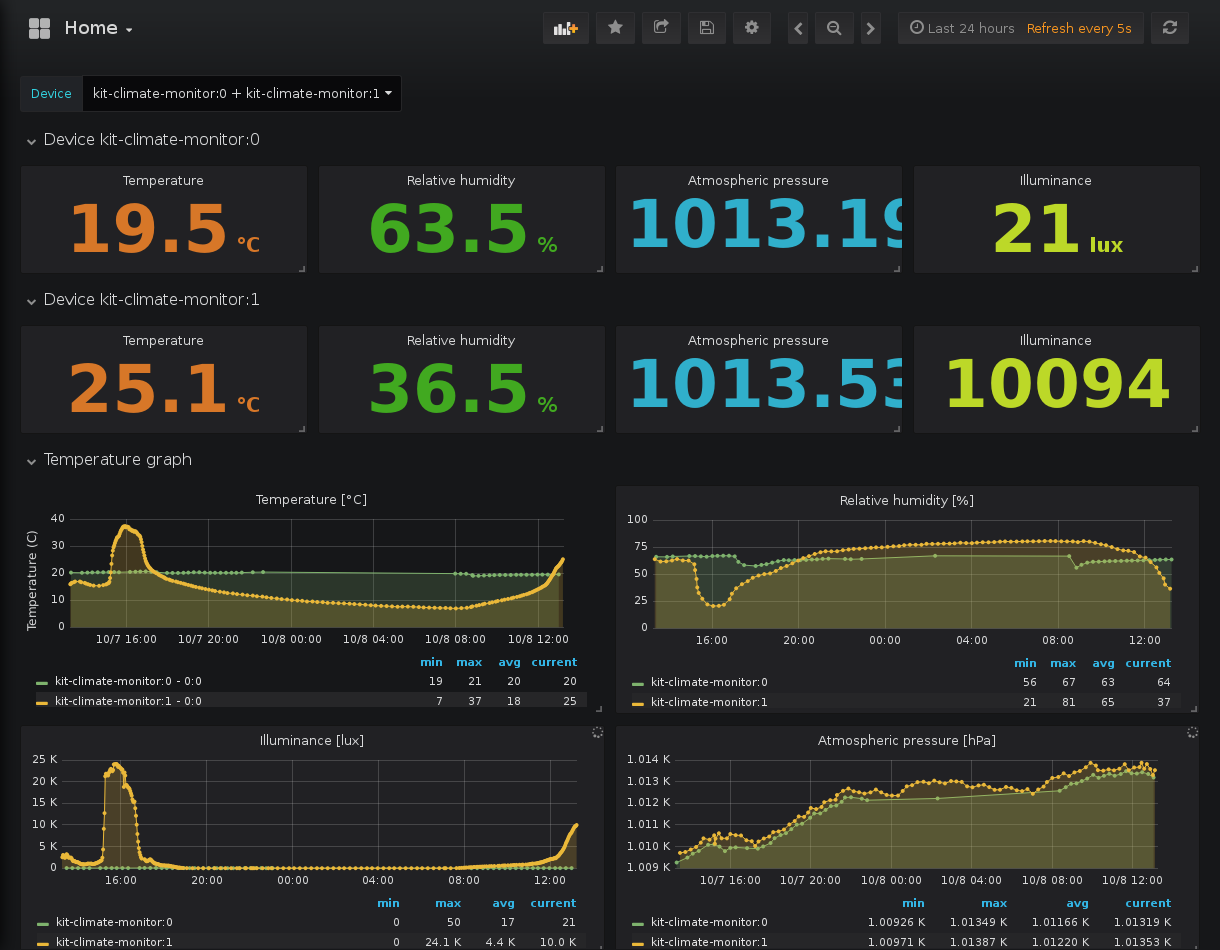 Home
Last 24 hours Refresh every 5s
Device kit-climate-monitor:0 + kit-climate-monitor:1
Device kit-climate-monitor:0
Temperature Relative humidity Atmospheric pressure Illuminance
19.5 °C 63.5 % 1013.19 21 lux
Device kit-climate-monitor:1
Temperature Relative humidity Atmospheric pressure Illuminance
25.1 °C 36.5 % 1013.53 10094
Temperature graph
Temperature [°C]
Temperature (C)
40
30
20
10
0
10/7 16:00 10/7 20:00 10/8 00:00 10/8 04:00 10/8 08:00 10/8 12:00
min max avg current
kit-climate-monitor:0 - 0:0 19 21 20 20
kit-climate-monitor:1 - 0:0 7 37 18 25
Relative humidity [%]
100
75
50
25
0
16:00 20:00 00:00 04:00 08:00 12:00
min max avg current
kit-climate-monitor:0 56 67 63 64
kit-climate-monitor:1 21 81 65 37
Illuminance [lux]
25 K
20 K
15 K
10 K
5 K
0
16:00 20:00 00:00 04:00 08:00 12:00
min max avg current
kit-climate-monitor:0 0 50 17 21
kit-climate-monitor:1 0 24.1 K 4.4 K 10.0 K
Atmospheric pressure [hPa]
1.014 K
1.013 K
1.012 K
1.011 K
1.010 K
1.009 K
10/7 16:00 10/7 20:00 10/8 00:00 10/8 04:00 10/8 08:00 10/8 12:00
min max avg current
kit-climate-monitor:0 1.00926 K 1.01349 K 1.01166 K 1.01319 K
kit-climate-monitor:1 1.00971 K 1.01387 K 1.01220 K 1.01353 K